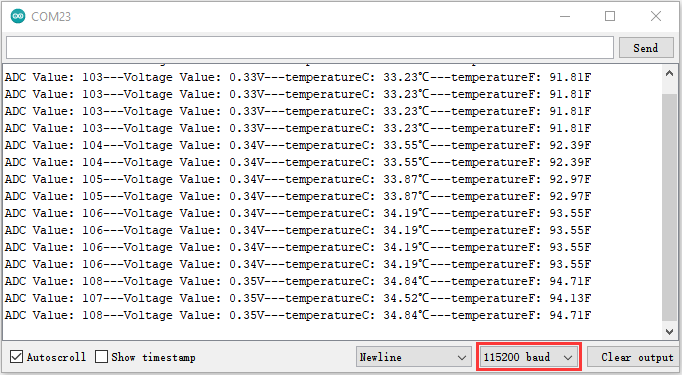 COM23
Send
ADC Value: 103---Voltage Value: 0.33V---temperatureC: 33.23℃---temperatureF: 91.81F
ADC Value: 103---Voltage Value: 0.33V---temperatureC: 33.23℃---temperatureF: 91.81F
ADC Value: 103---Voltage Value: 0.33V---temperatureC: 33.23℃---temperatureF: 91.81F
ADC Value: 103---Voltage Value: 0.33V---temperatureC: 33.23℃---temperatureF: 91.81F
ADC Value: 104---Voltage Value: 0.34V---temperatureC: 33.55℃---temperatureF: 92.39F
ADC Value: 104---Voltage Value: 0.34V---temperatureC: 33.55℃---temperatureF: 92.39F
ADC Value: 105---Voltage Value: 0.34V---temperatureC: 33.87℃---temperatureF: 92.97F
ADC Value: 105---Voltage Value: 0.34V---temperatureC: 33.87℃---temperatureF: 92.97F
ADC Value: 106---Voltage Value: 0.34V---temperatureC: 34.19℃---temperatureF: 93.55F
ADC Value: 106---Voltage Value: 0.34V---temperatureC: 34.19℃---temperatureF: 93.55F
ADC Value: 106---Voltage Value: 0.34V---temperatureC: 34.19℃---temperatureF: 93.55F
ADC Value: 106---Voltage Value: 0.34V---temperatureC: 34.19℃---temperatureF: 93.55F
ADC Value: 108---Voltage Value: 0.35V---temperatureC: 34.84℃---temperatureF: 94.71F
ADC Value: 107---Voltage Value: 0.35V---temperatureC: 34.52℃---temperatureF: 94.13F
ADC Value: 108---Voltage Value: 0.35V---temperatureC: 34.84℃---temperatureF: 94.71F
Autoscroll Show timestamp Newline 115200 baud Clear output